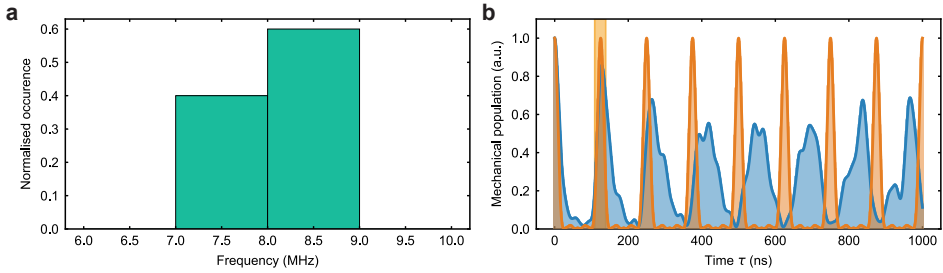 a
Normalised occurence
0.6
0.5
0.4
0.3
0.2
0.1
0.0
6.0 6.5 7.0 7.5 8.0 8.5 9.0 9.5 10.0
Frequency (MHz)
b
Mechanical population (a.u.)
1.0
0.8
0.6
0.4
0.2
0.0
0 200 400 600 800 1000
Time τ (ns)